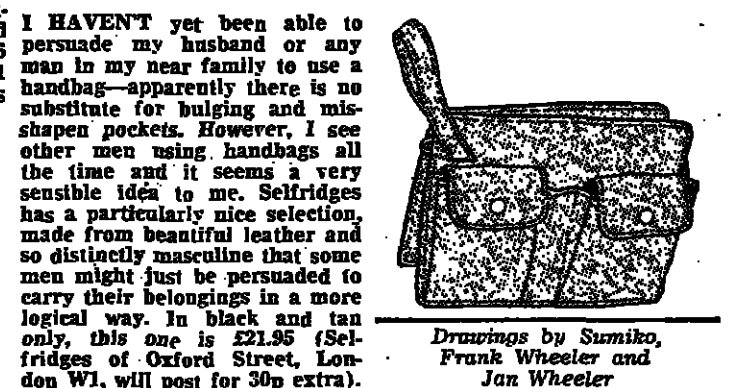 I HAVEN'T yet been able to
persuade my husband or any
man in my near family to use a
handbag—apparently there is no
substitute for bulging and mis-
shapen pockets. However, I see
other men using handbags all
the time and it seems a very
sensible idea to me. Selfridges
has a particularly nice selection,
made from beautiful leather and
so distinctly masculine that some
men might just be persuaded to
carry their belongings in a more
logical way. In black and tan
only, this one is £21.95 (Sel-
fridges of Oxford Street, Lon-
don W1, will post for 30p extra).
Drawings by Sumiko,
Frank Wheeler and
Jan Wheeler